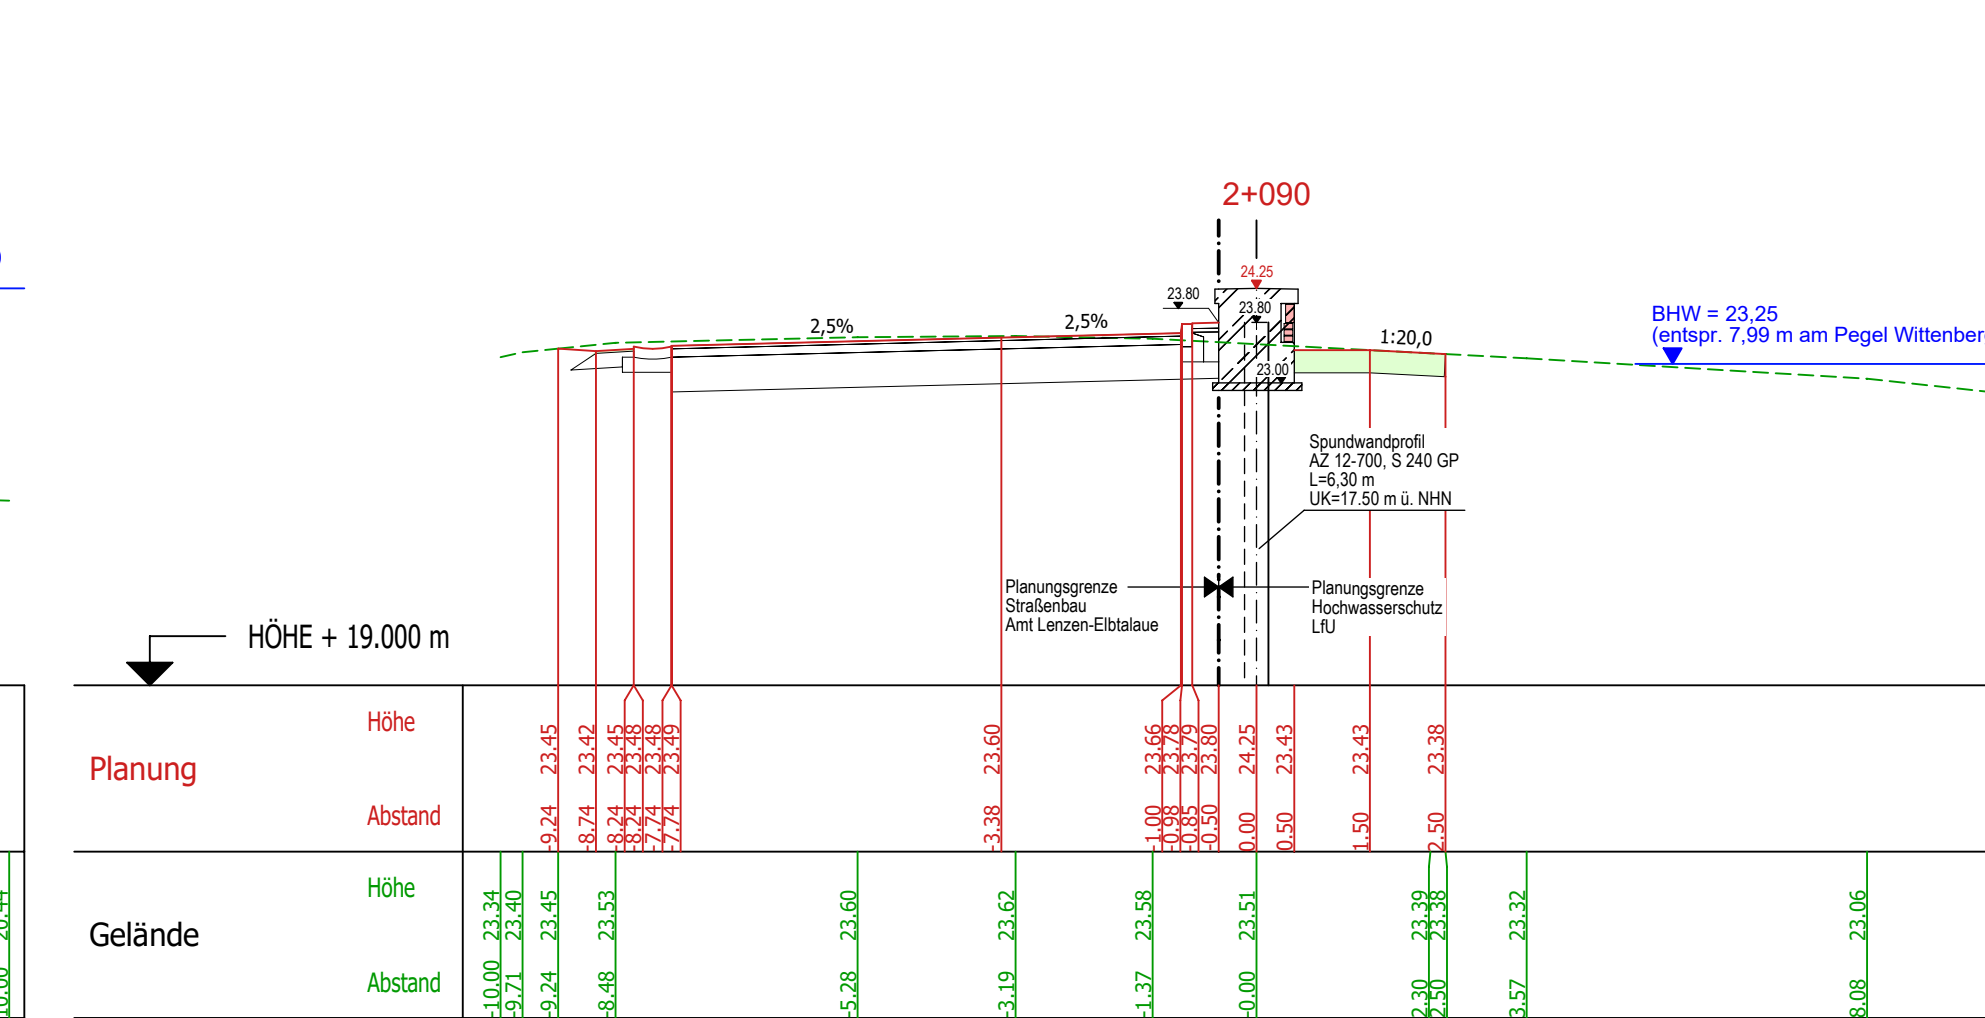 2+090
24.25
23.80
23.80
23.00
2,5%
2,5%
1:20,0
BHW = 23,25
(entspr. 7,99 m am Pegel Wittenber
Spundwandprofil
AZ 12-700, S 240 GP
L=6,30 m
UK=17.50 m ü. NHN
Planungsgrenze
Straßenbau
Amt Lenzen-Elbtalaue
Planungsgrenze
Hochwasserschutz
LfU
HÖHE + 19.000 m
Planung
Höhe
23.45 23.42 23.45 23.48 23.48 23.49 23.60 23.66 23.78 23.79 23.80 24.25 23.43 23.43 23.38
Abstand
-9.24 -8.74 -8.24 -8.24 -7.74 -7.74 -3.38 -1.00 -0.98 -0.85 -0.50 0.00 0.50 1.50 2.50
Gelände
Höhe
23.34 23.40 23.45 23.53 23.60 23.62 23.58 23.51 23.39 23.38 23.32 23.06
Abstand
-10.00 -9.71 -9.24 -8.48 -5.28 -3.19 -1.37 -0.00 2.30 2.50 3.57 8.08